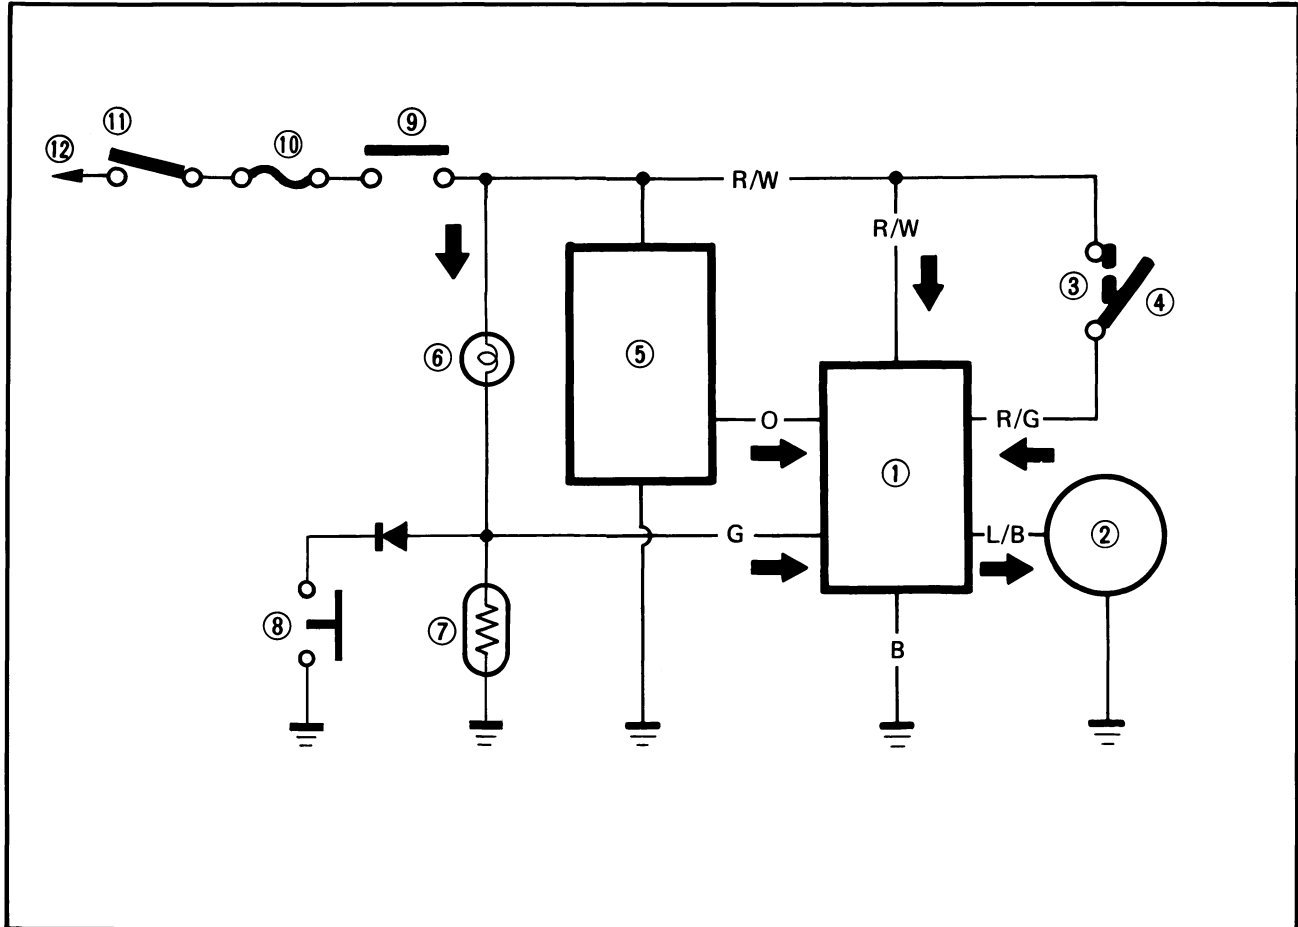 ⑪
⑨
⑫
⑩
R/W
R/W
③
④
⑥
⑤
O
R/G
①
G
L/B
②
⑧
⑦
B